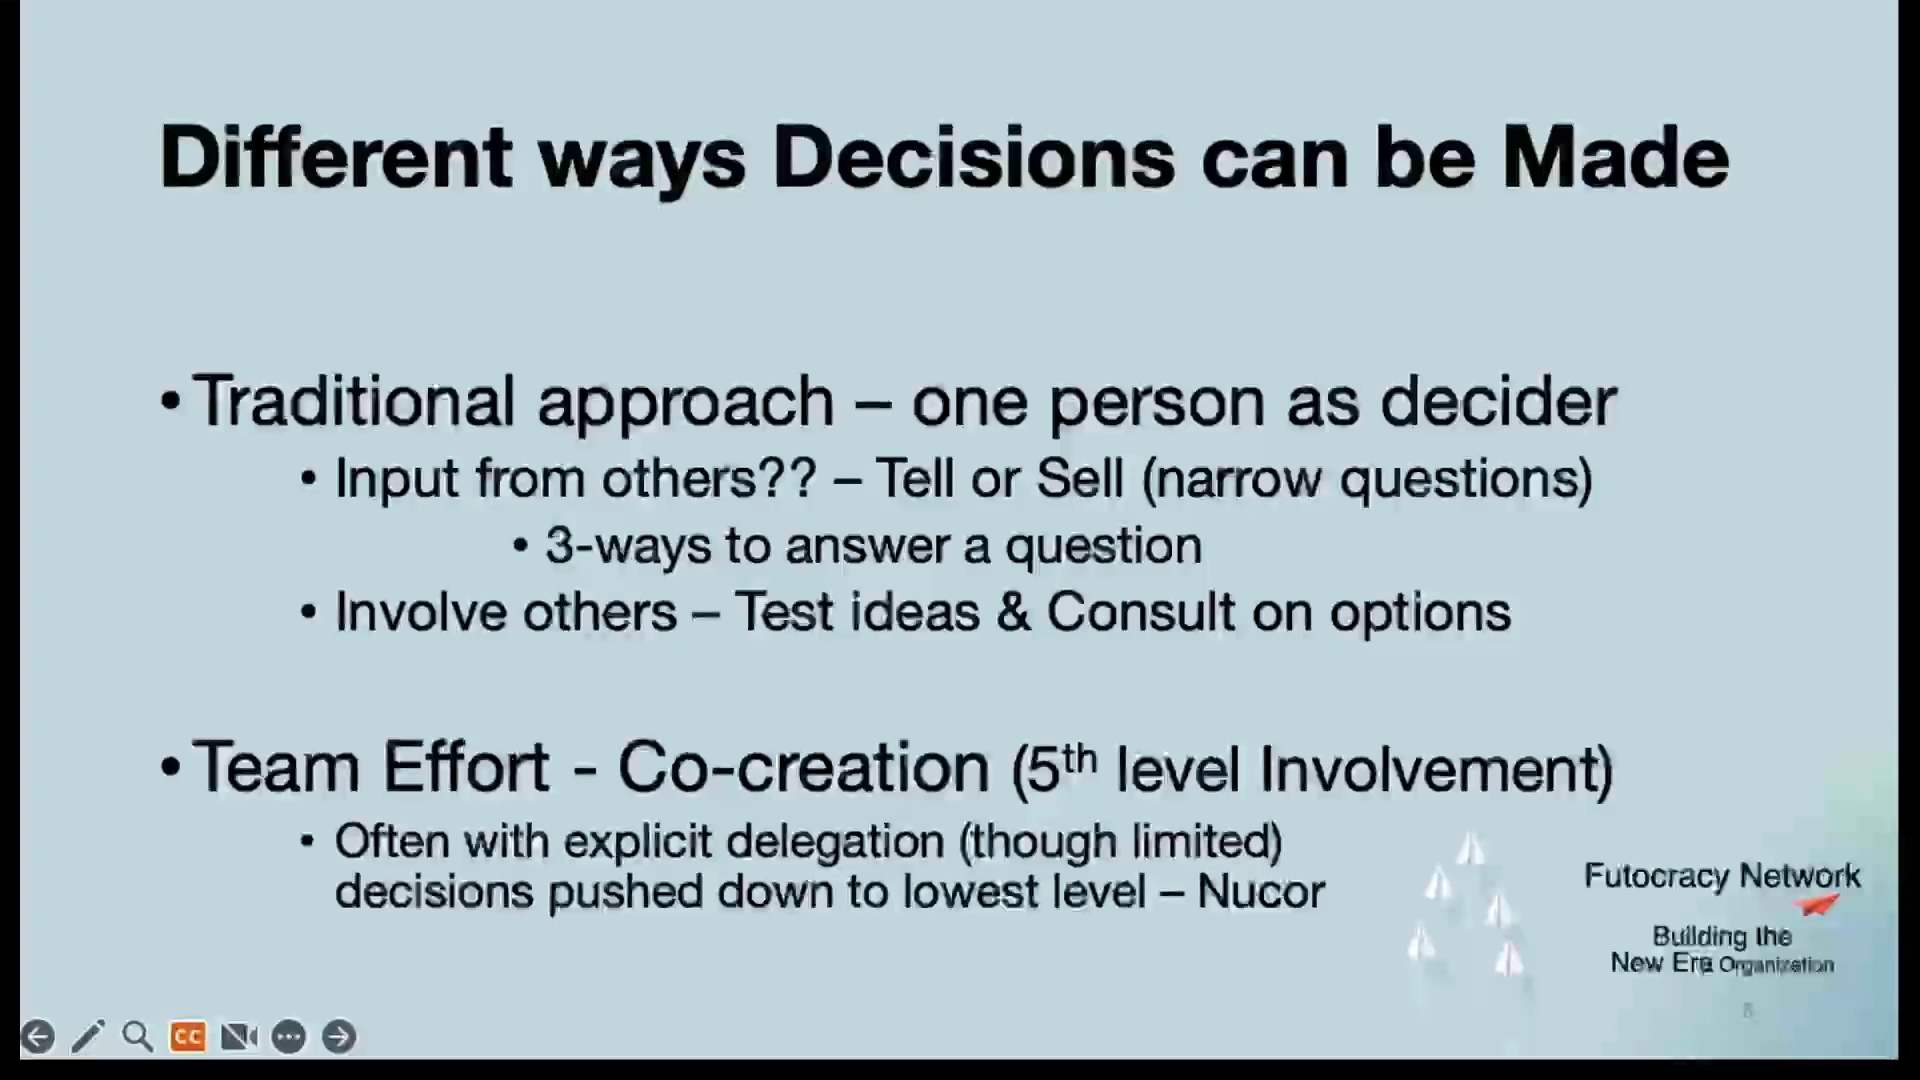 Different ways Decisions can be Made
• Traditional approach – one person as decider
• Input from others?? – Tell or Sell (narrow questions)
• 3-ways to answer a question
• Involve others – Test ideas & Consult on options
• Team Effort - Co-creation (5th level Involvement)
• Often with explicit delegation (though limited)
decisions pushed down to lowest level – Nucor
Futocracy Network
Building the
New Era Organization
CC